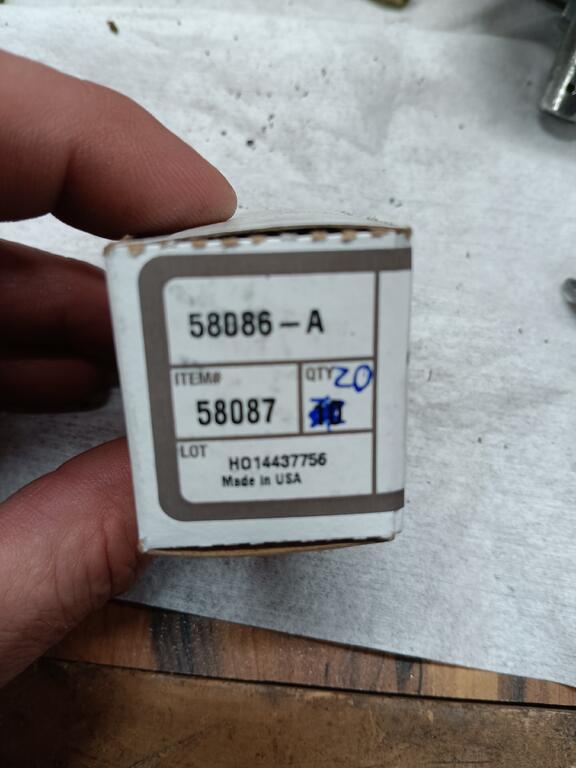 58086-A
ITEM# QTY 20
58087
LOT
HO14437756
Made in USA